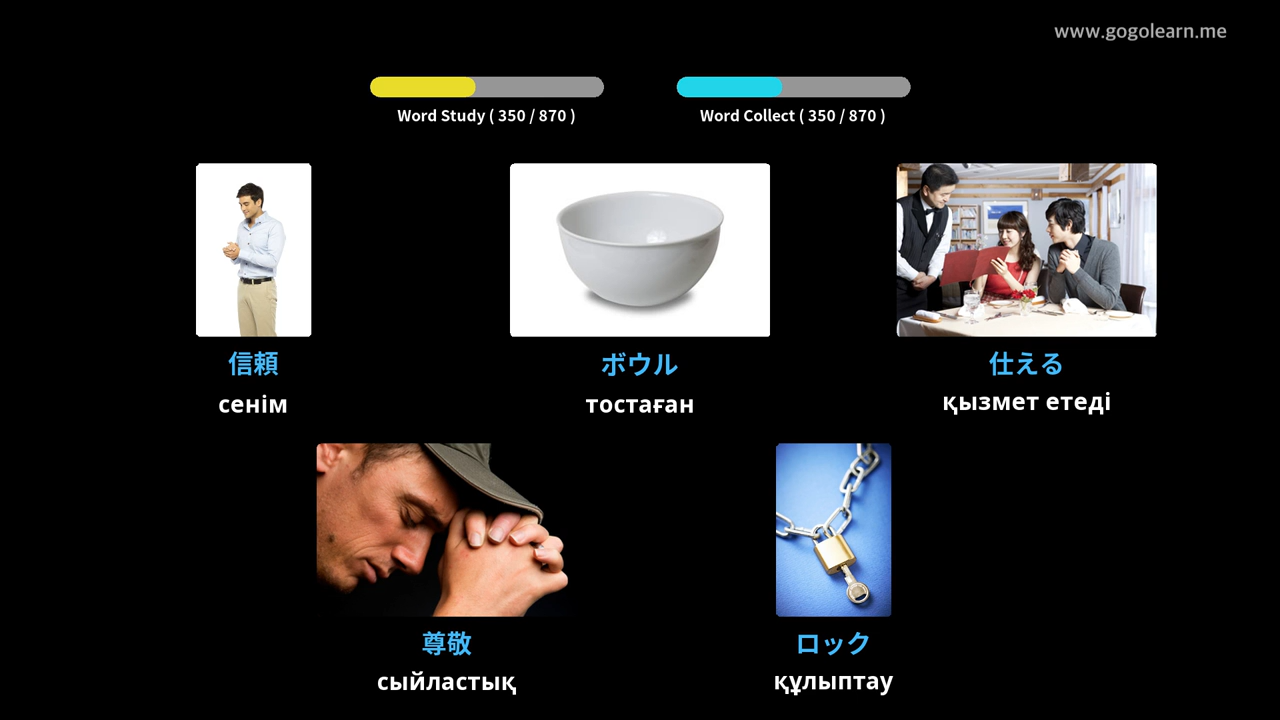 www.gogolearn.me
Word Study ( 350 / 870 )
Word Collect ( 350 / 870 )
信頼
ボウル
仕える
сенім
тостаған
қызмет етеді
尊敬
ロック
сыйластық
құлыптау